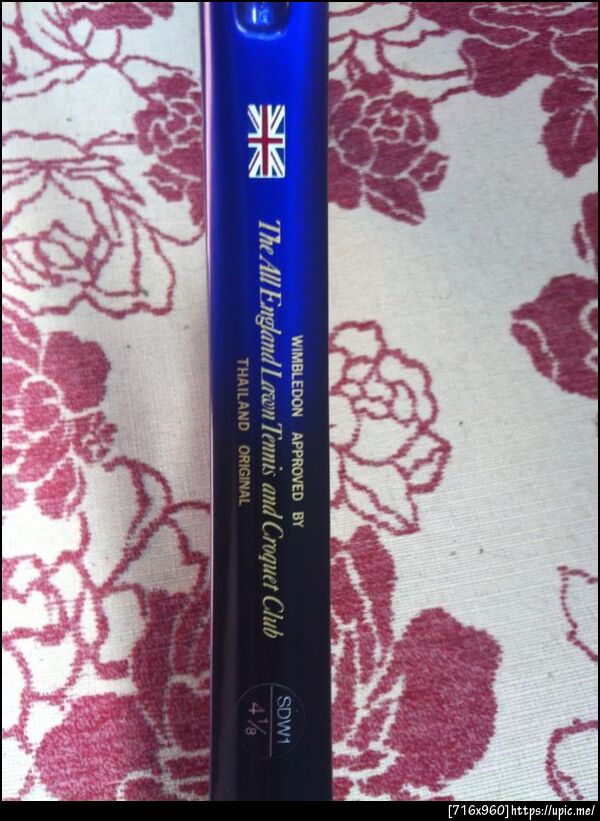 WIMBLEDON APPROVED BY
The All England Lawn Tennis and Croquet Club
THAILAND ORIGINAL
SDW1
4 1/8
[716x960]https://upic.me/